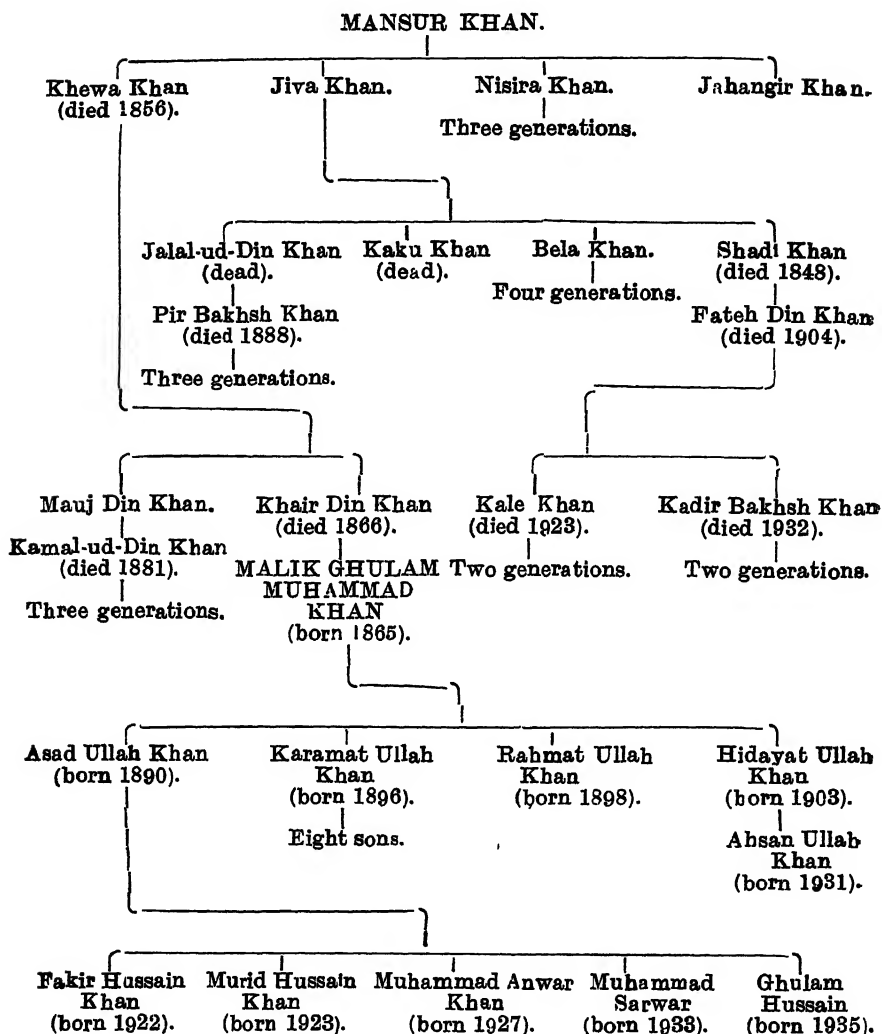 MANSUR KHAN.
Khewa Khan
(died 1856).
Jiva Khan.
Nisira Khan.
Three generations.
Jahangir Khan.
Jalal-ud-Din Khan
(dead).
Pir Bakhsh Khan
(died 1888).
Three generations.
Kaku Khan
(dead).
Bela Khan.
Four generations.
Shadi Khan
(died 1848).
Fateh Din Khan
(died 1904).
Mauj Din Khan.
Kamal-ud-Din Khan
(died 1881).
Three generations.
Khair Din Khan
(died 1866).
MALIK GHULAM
MUHAMMAD
KHAN
(born 1865).
Kale Khan
(died 1923).
Two generations.
Kadir Bakhsh Khan
(died 1932).
Two generations.
Asad Ullah Khan
(born 1890).
Karamat Ullah
Khan
(born 1896).
Eight sons.
Rahmat Ullah
Khan
(born 1898).
Hidayat Ullah
Khan
(born 1903).
Ahsan Ullah
Khan
(born 1931).
Fakir Hussain
Khan
(born 1922).
Murid Hussain
Khan
(born 1923).
Muhammad Anwar
Khan
(born 1927).
Muhammad
Sarwar
(born 1933).
Ghulam
Hussain
(born 1935).